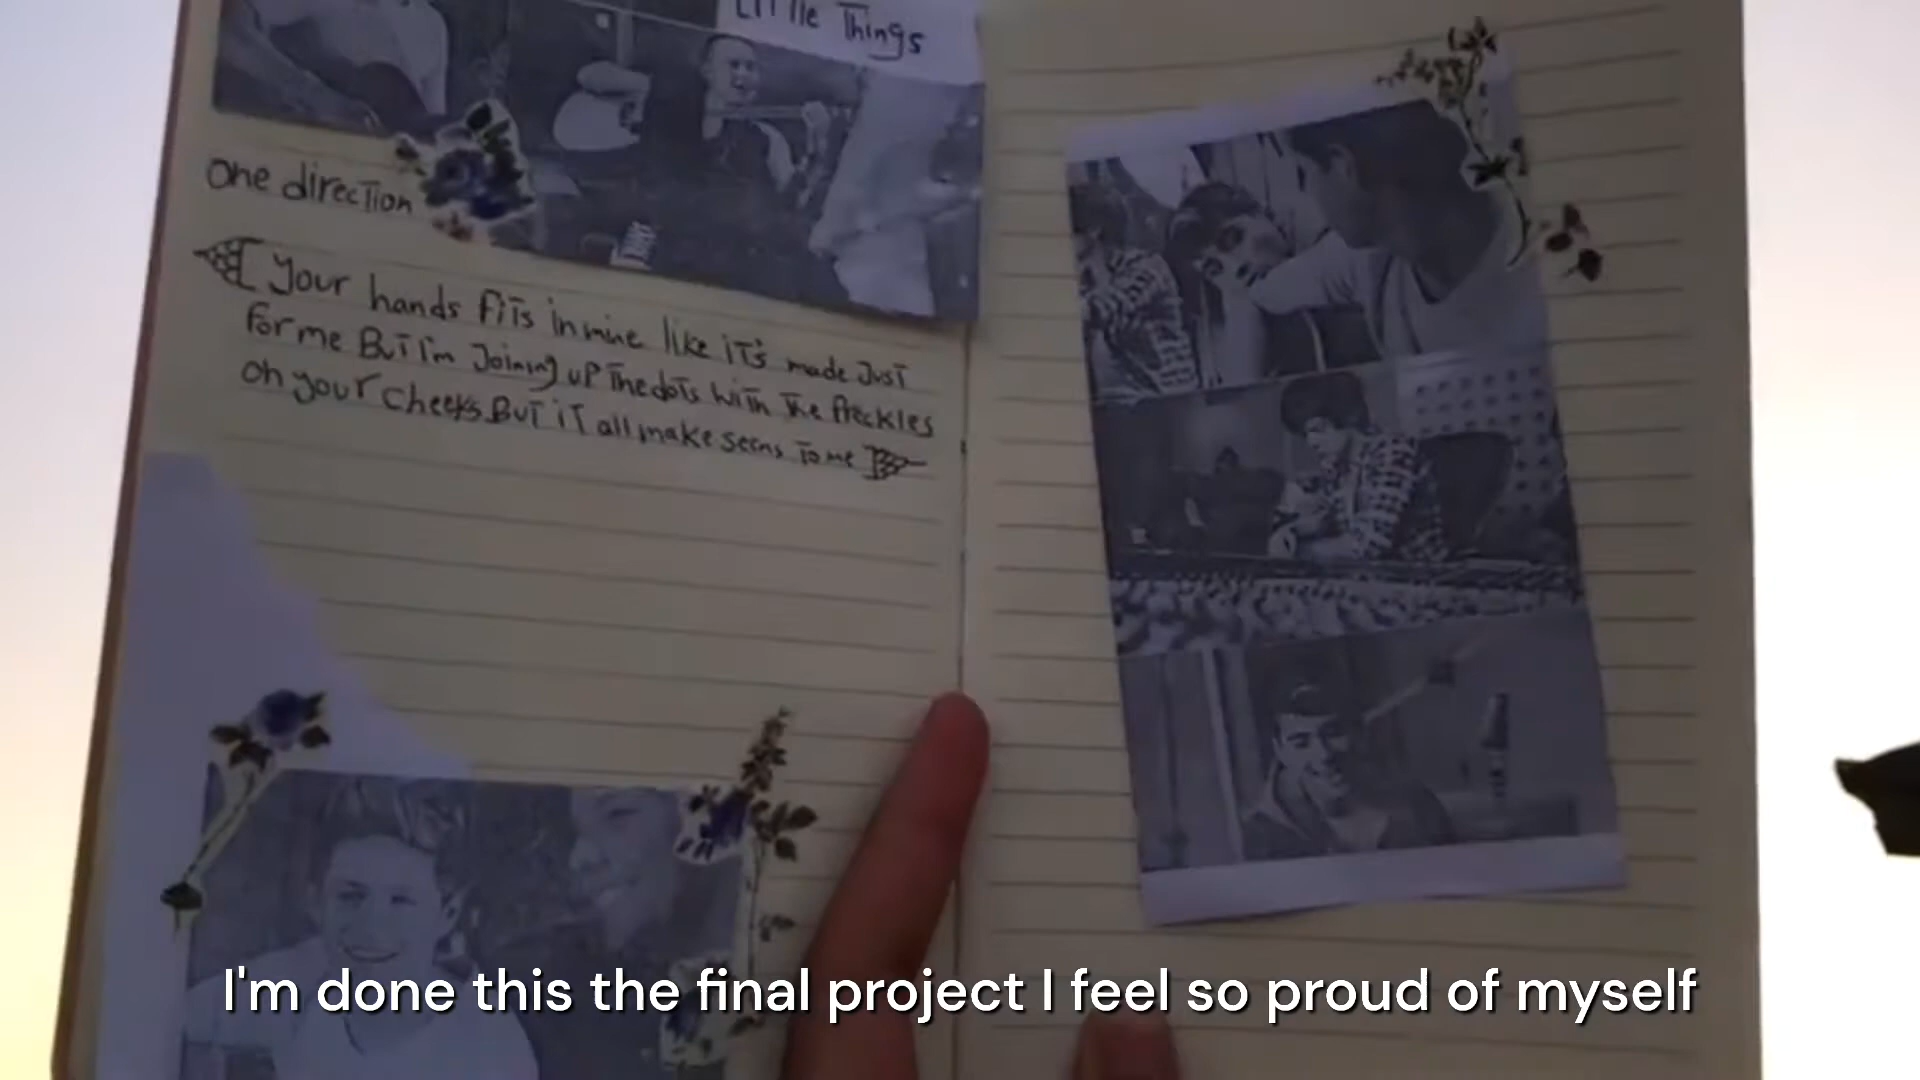 Little Things
one direction
Your hands fits in mine like it's made Just
for me But I'm Joining up the dots with the freckles
on your cheeks But it all make seens to me
I'm done this the final project I feel so proud of myself